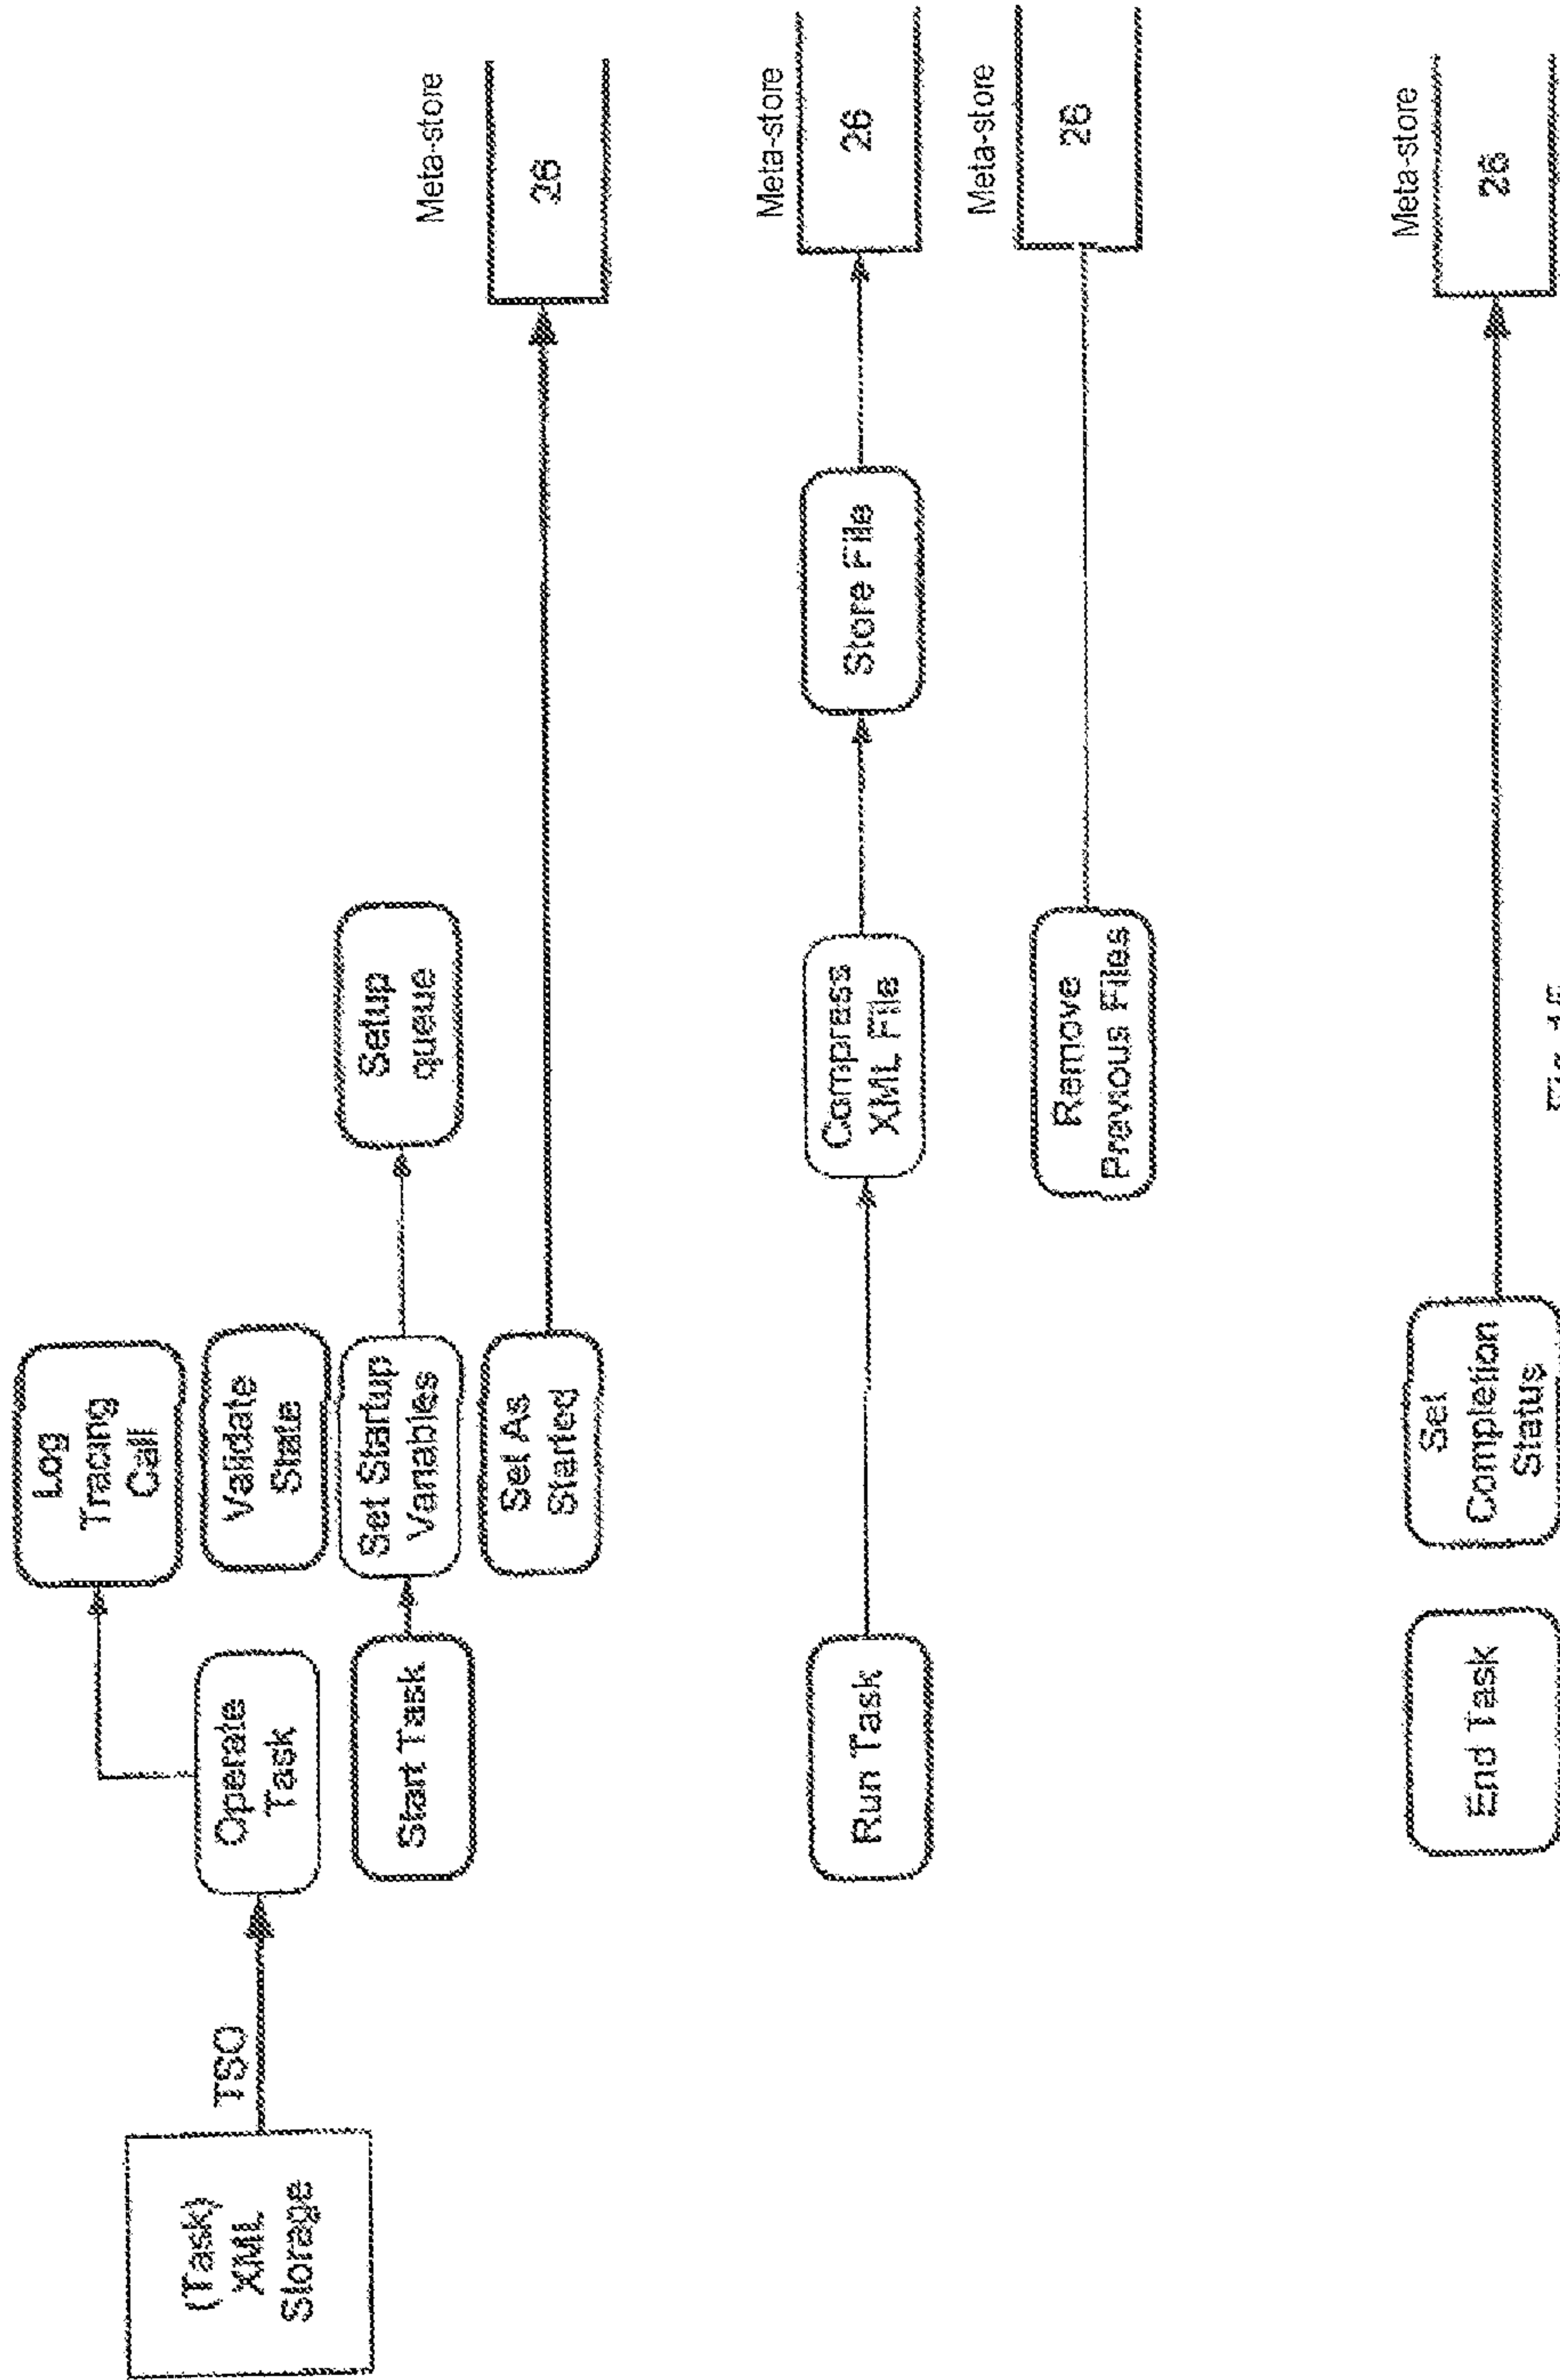 (Task)
XML
Storage
TSO
Operate
Task
Log
Tracing
Call
Validate
State
Start Task
Set Startup
Variables
Setup
queue
Set As
Started
Meta-store
26
Run Task
Compress
XML File
Store File
Meta-store
26
Remove
Previous Files
Meta-store
26
End Task
Set
Completion
Status
Meta-store
26